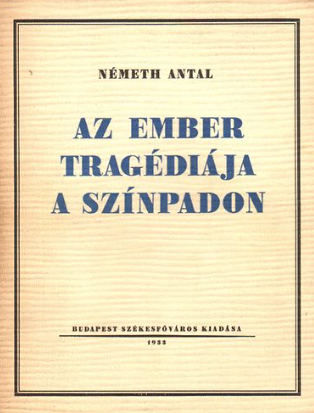 NÉMETH ANTAL
AZ EMBER
TRAGÉDIÁJA
A SZÍNPADON
BUDAPEST SZÉKESFŐVÁROS KIADÁSA
1933